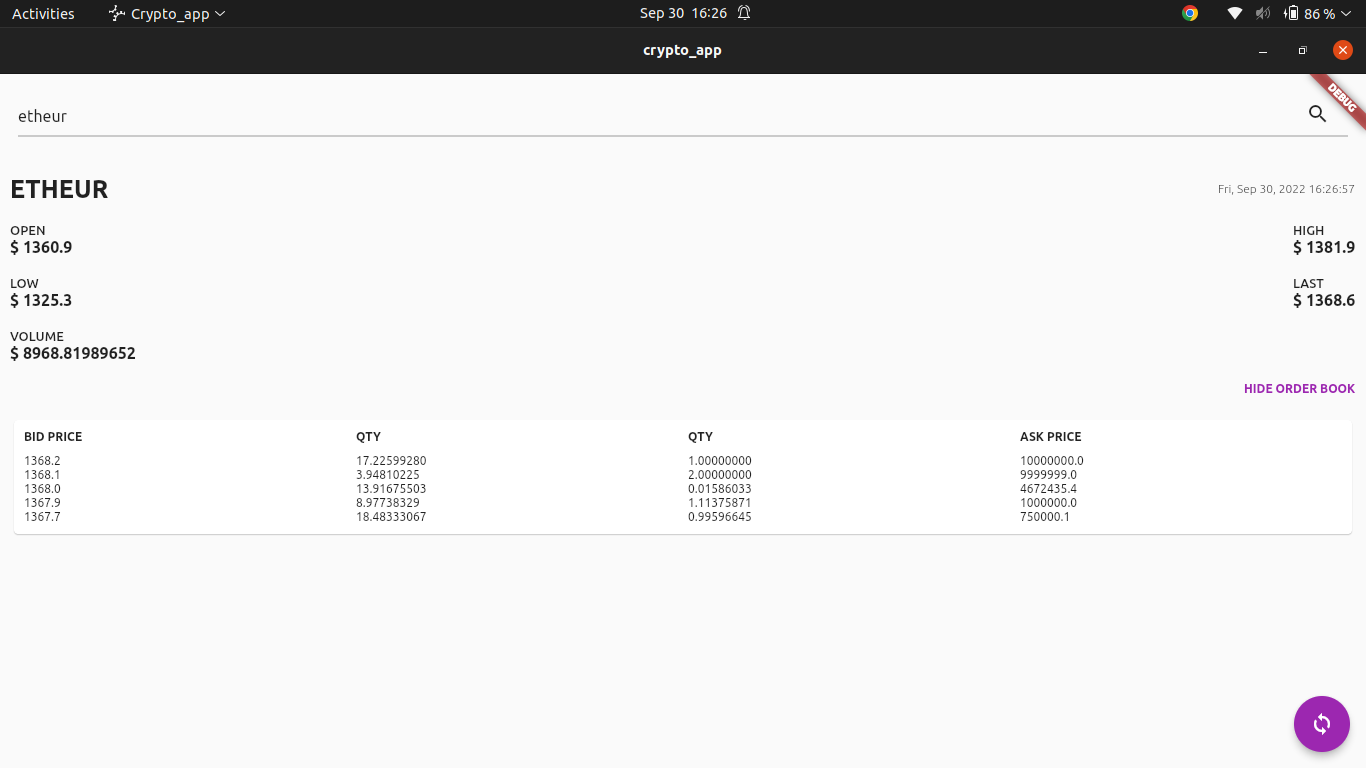 Activities Crypto_app Sep 30 16:26 86 %
crypto_app
DEBUG
etheur
ETHEUR Fri, Sep 30, 2022 16:26:57
OPEN HIGH
$ 1360.9 $ 1381.9
LOW LAST
$ 1325.3 $ 1368.6
VOLUME
$ 8968.81989652
HIDE ORDER BOOK
BID PRICE QTY QTY ASK PRICE
1368.2 17.22599280 1.00000000 10000000.0
1368.1 3.94810225 2.00000000 9999999.0
1368.0 13.91675503 0.01586033 4672435.4
1367.9 8.97738329 1.11375871 1000000.0
1367.7 18.48333067 0.99596645 750000.1